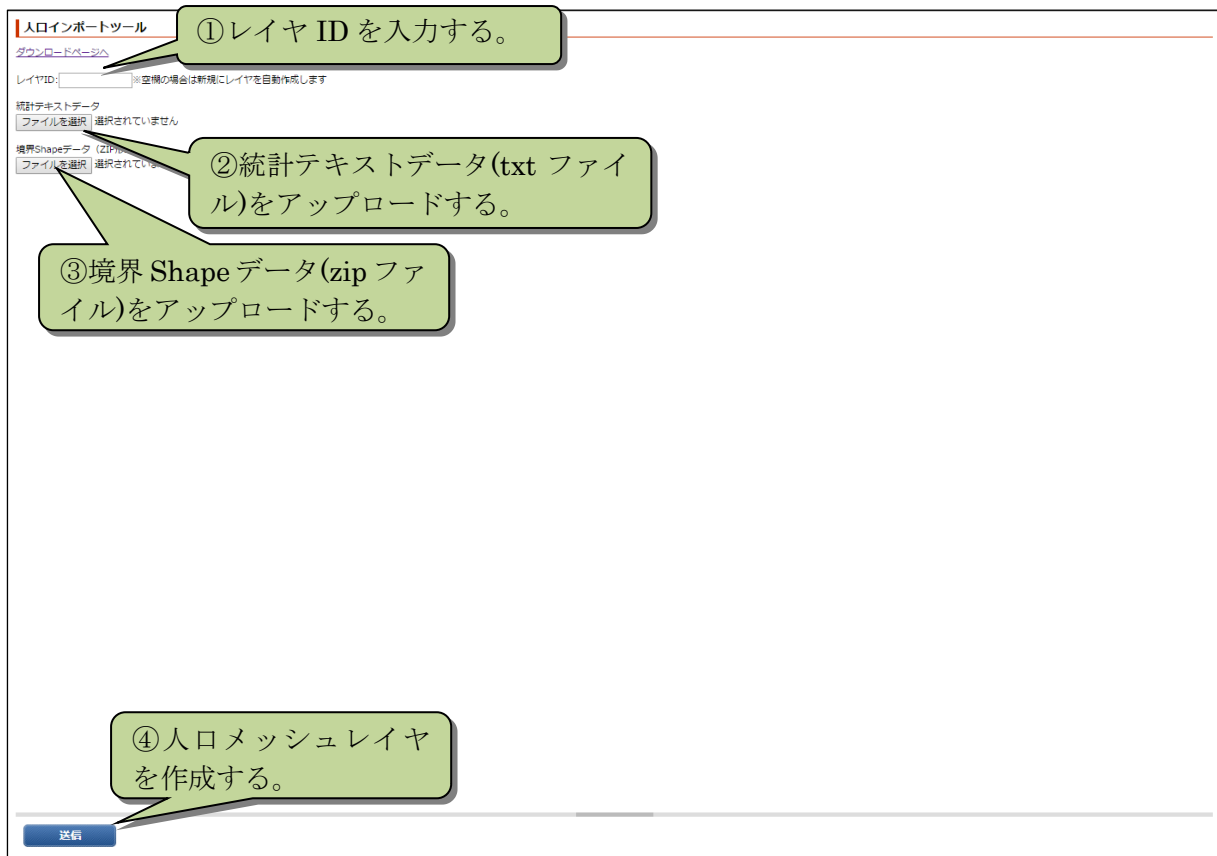 人口インポートツール
①レイヤ ID を入力する。
ダウンロードページへ
レイヤID:
※空欄の場合は新規にレイヤを自動作成します
統計テキストデータ
ファイルを選択 選択されていません
境界Shapeデータ（ZIP
ファイルを選択 選択されてい
②統計テキストデータ(txt ファイ
ル)をアップロードする。
③境界 Shape データ(zip ファ
イル)をアップロードする。
④人口メッシュレイヤ
を作成する。
送信